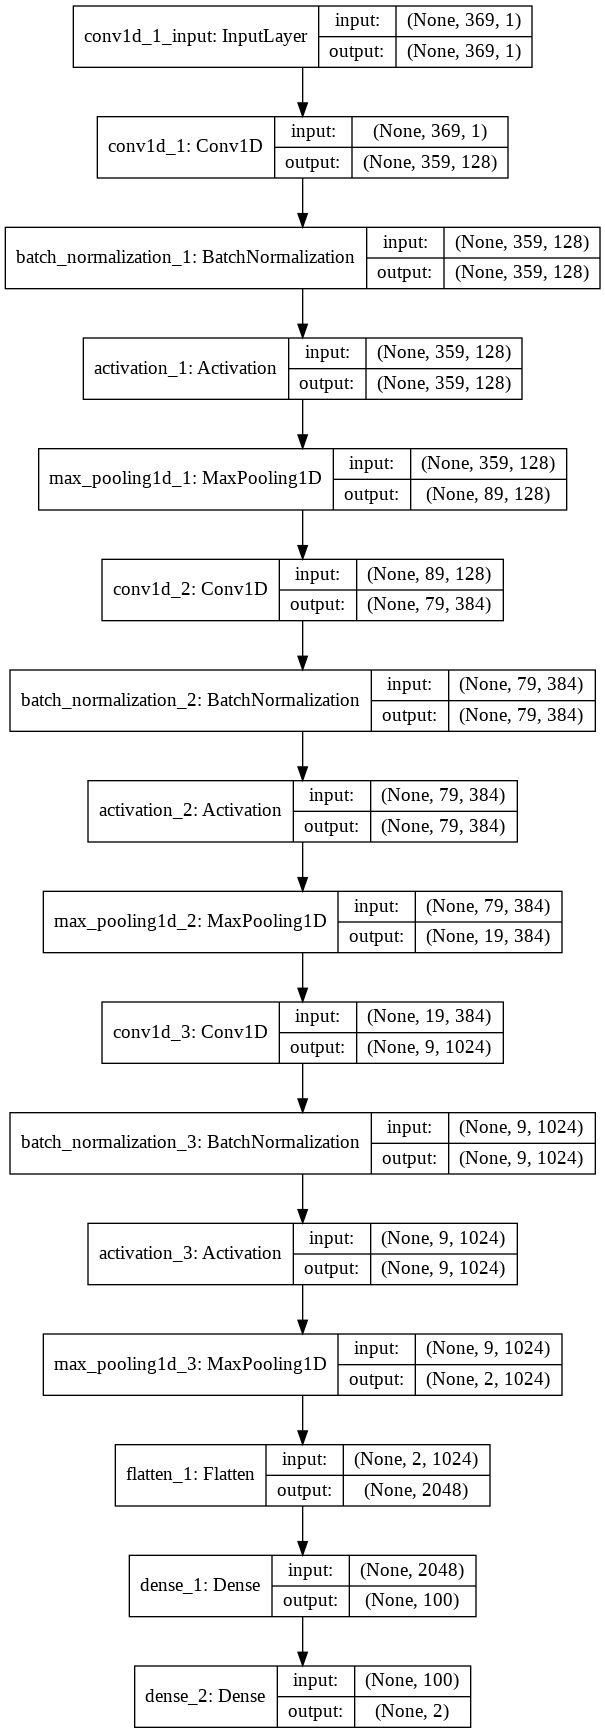 conv1d_1_input: InputLayer input: (None, 369, 1)
output: (None, 369, 1)
conv1d_1: Conv1D input: (None, 369, 1)
output: (None, 359, 128)
batch_normalization_1: BatchNormalization input: (None, 359, 128)
output: (None, 359, 128)
activation_1: Activation input: (None, 359, 128)
output: (None, 359, 128)
max_pooling1d_1: MaxPooling1D input: (None, 359, 128)
output: (None, 89, 128)
conv1d_2: Conv1D input: (None, 89, 128)
output: (None, 79, 384)
batch_normalization_2: BatchNormalization input: (None, 79, 384)
output: (None, 79, 384)
activation_2: Activation input: (None, 79, 384)
output: (None, 79, 384)
max_pooling1d_2: MaxPooling1D input: (None, 79, 384)
output: (None, 19, 384)
conv1d_3: Conv1D input: (None, 19, 384)
output: (None, 9, 1024)
batch_normalization_3: BatchNormalization input: (None, 9, 1024)
output: (None, 9, 1024)
activation_3: Activation input: (None, 9, 1024)
output: (None, 9, 1024)
max_pooling1d_3: MaxPooling1D input: (None, 9, 1024)
output: (None, 2, 1024)
flatten_1: Flatten input: (None, 2, 1024)
output: (None, 2048)
dense_1: Dense input: (None, 2048)
output: (None, 100)
dense_2: Dense input: (None, 100)
output: (None, 2)